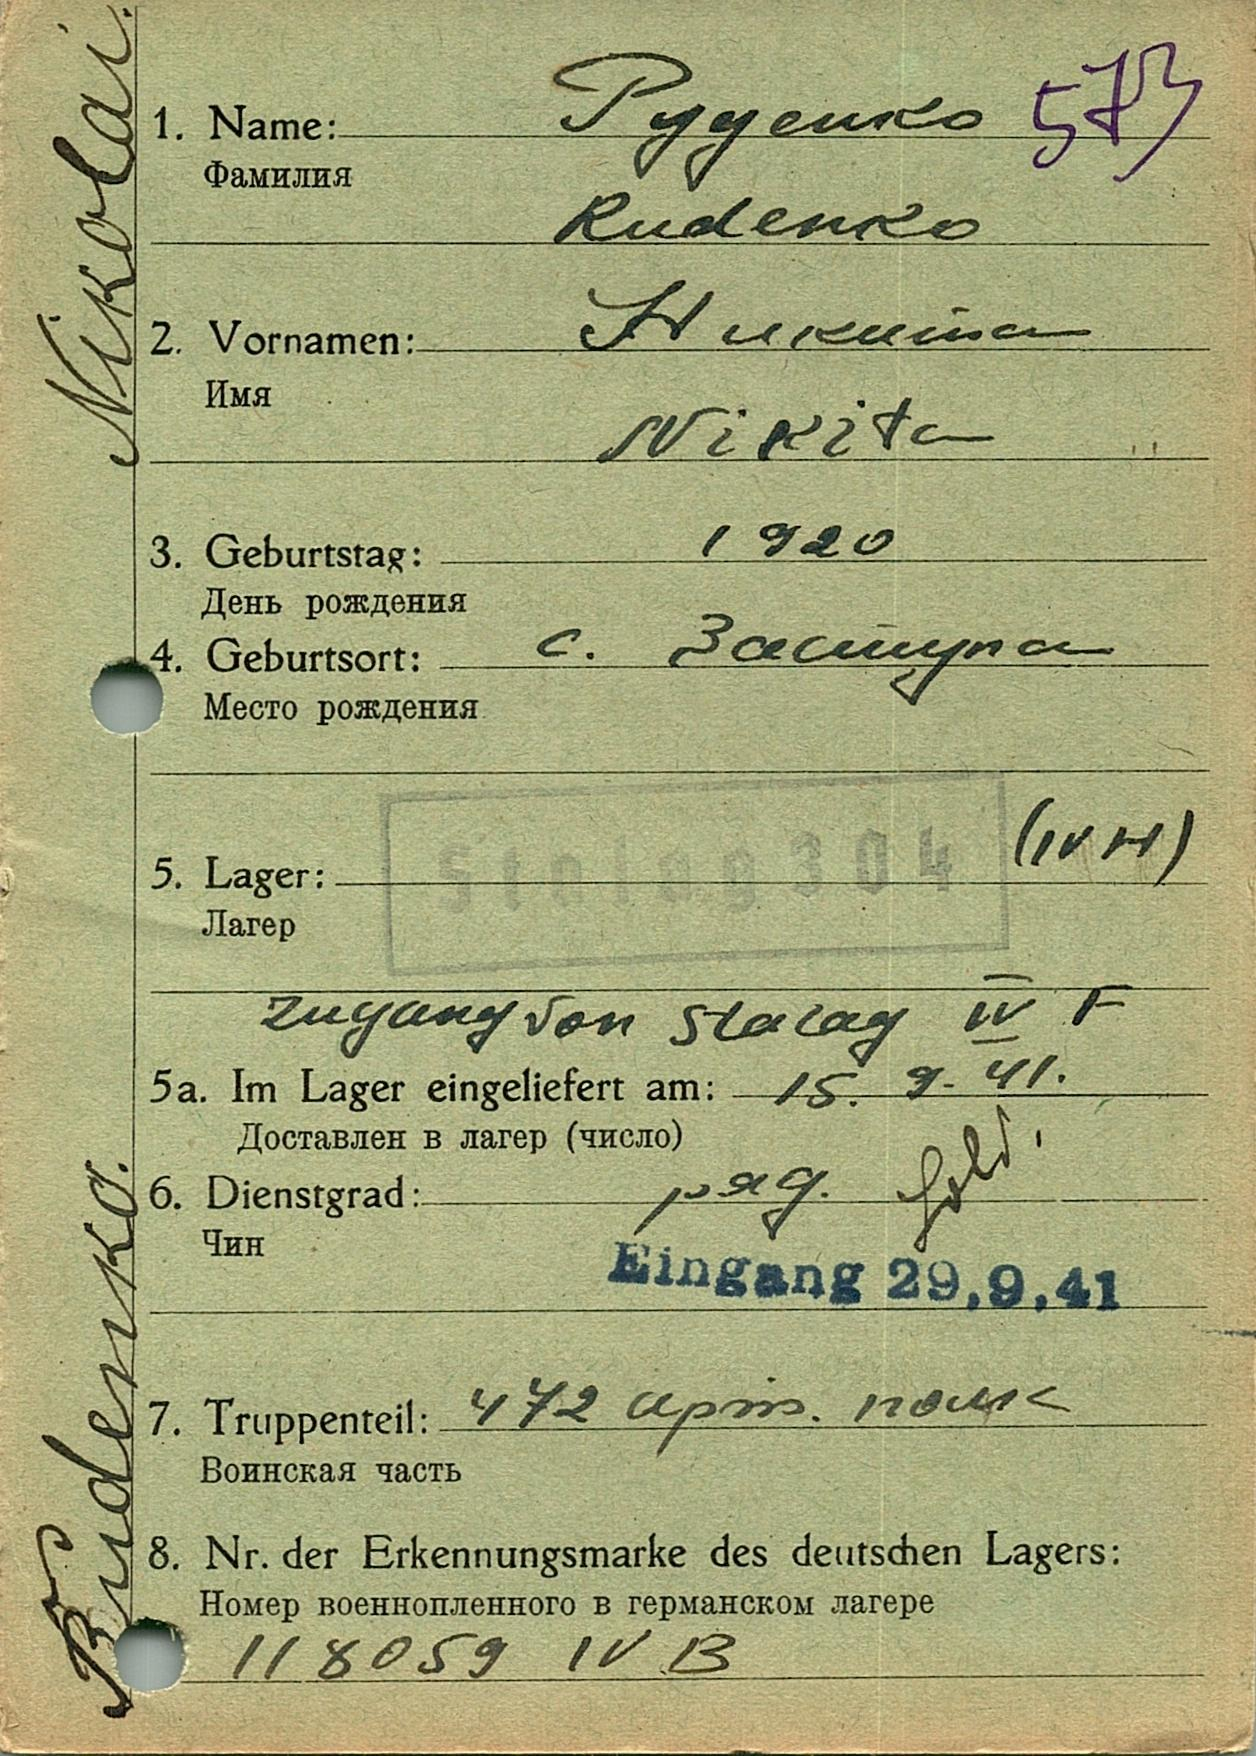 1. Name: Руденко 573
Фамилия
Rudenko
2. Vornamen: Никита
Имя
Nikita
3. Geburtstag: 1920
День рождения
4. Geburtsort: с. Заступа
Место рождения
5. Lager: Stalag 304 (IV H)
Лагер
Zugang von Stalag IV F
5a. Im Lager eingeliefert am: 15. 9. 41.
Доставлен в лагер (число)
6. Dienstgrad: ряд. Sold.
Чин
Eingang 29.9.41
7. Truppenteil: 472 арт. полк
Воинская часть
8. Nr. der Erkennungsmarke des deutschen Lagers:
Номер военнопленного в германском лагере
118059 IV B
Rudenko. Nikolai.